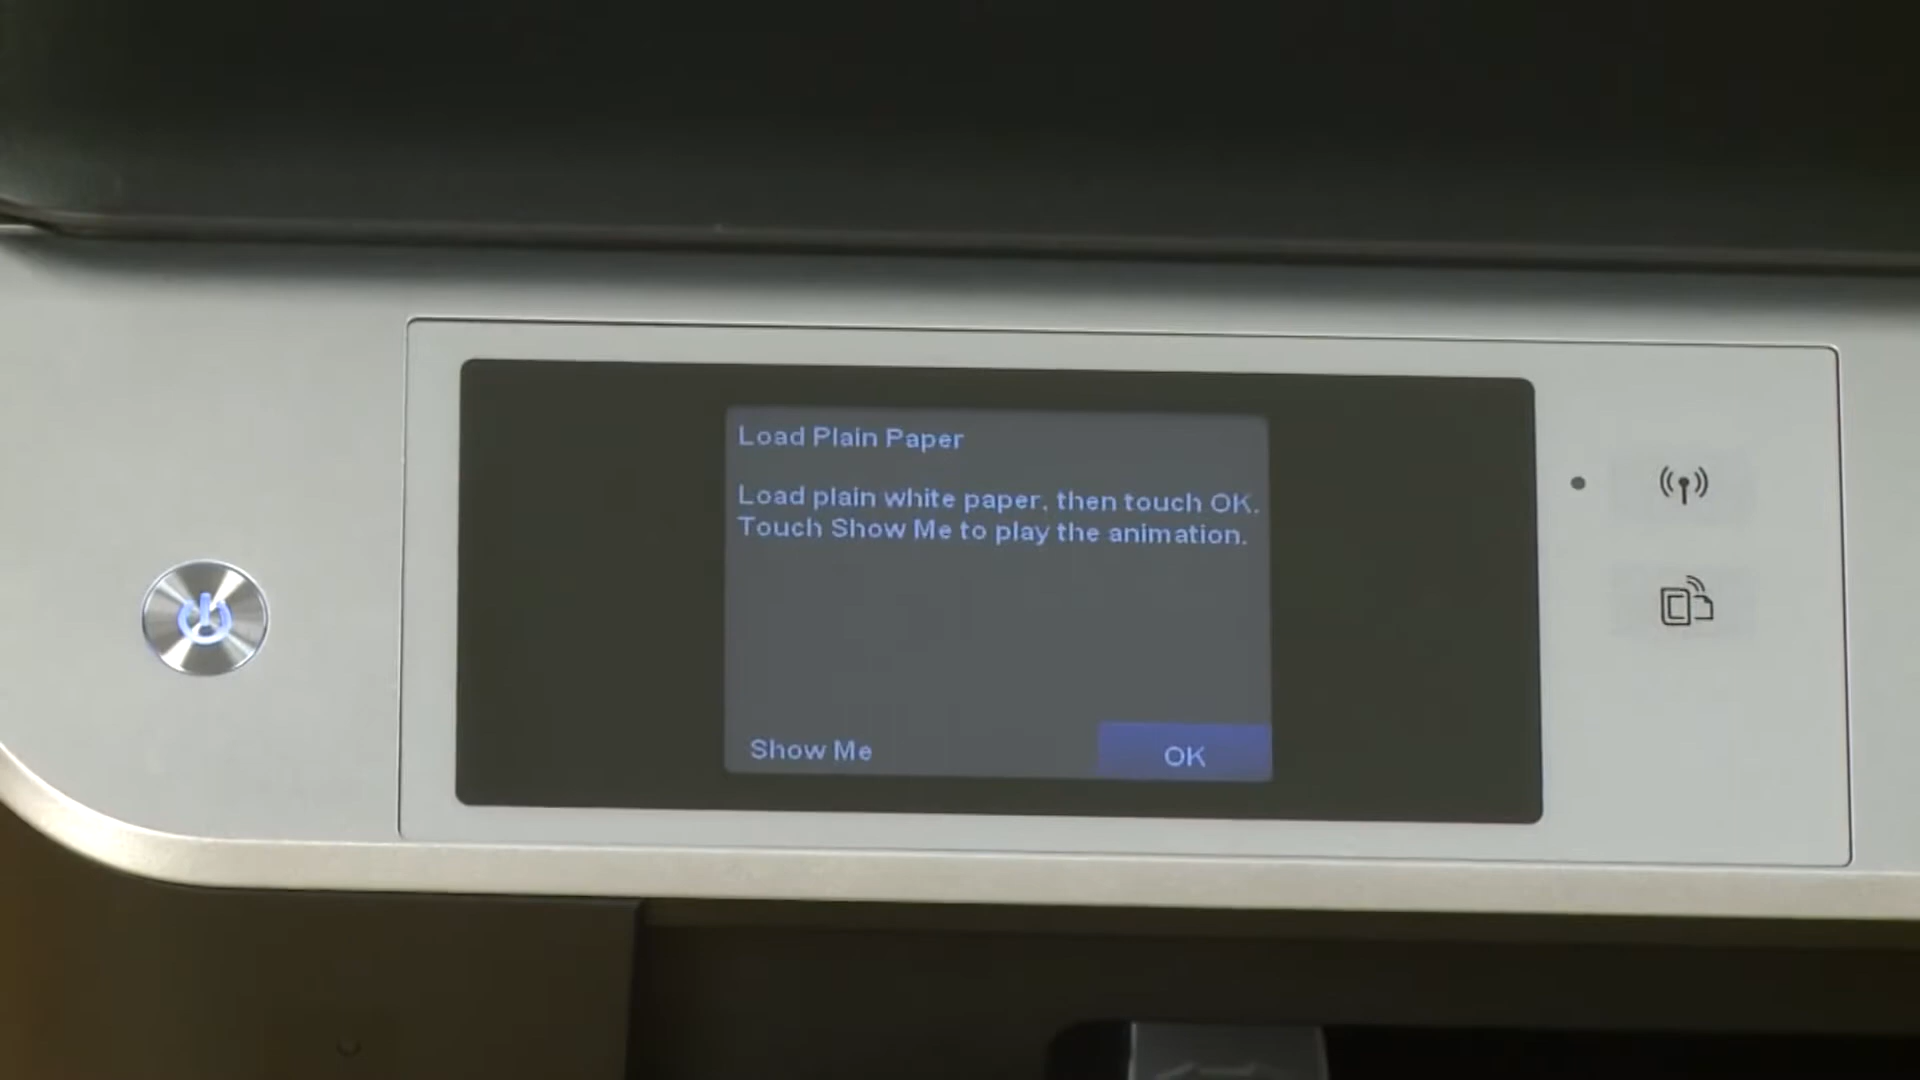 Load Plain Paper
Load plain white paper, then touch OK.
Touch Show Me to play the animation.
Show Me
OK